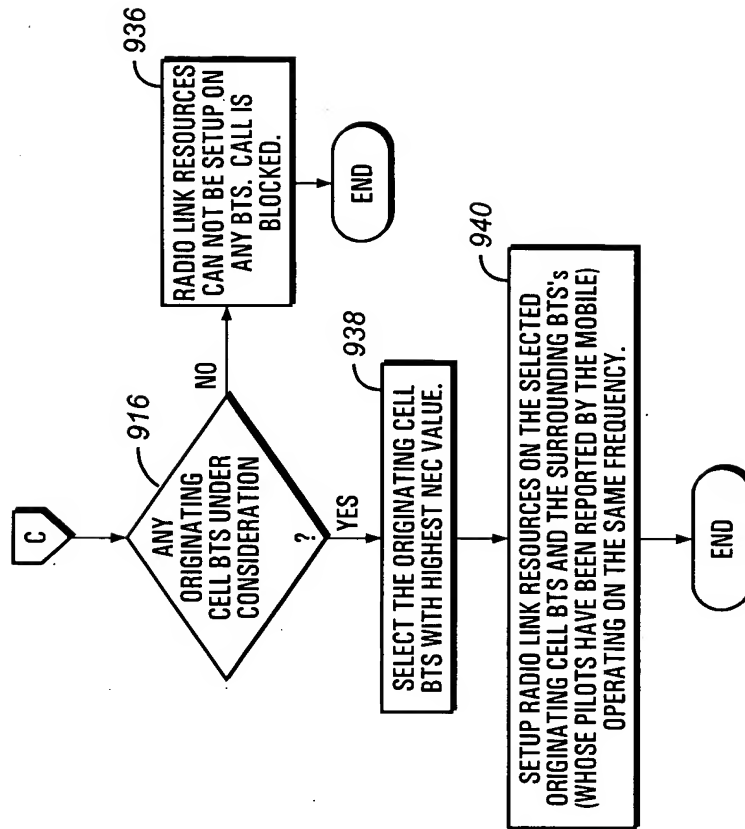 C
916
ANY
ORIGINATING
CELL BTS UNDER
CONSIDERATION
?
NO
936
RADIO LINK RESOURCES
CAN NOT BE SETUP ON
ANY BTS. CALL IS
BLOCKED.
END
YES
938
SELECT THE ORIGINATING CELL
BTS WITH HIGHEST NEC VALUE.
940
SETUP RADIO LINK RESOURCES ON THE SELECTED
ORIGINATING CELL BTS AND THE SURROUNDING BTS's
(WHOSE PILOTS HAVE BEEN REPORTED BY THE MOBILE)
OPERATING ON THE SAME FREQUENCY.
END